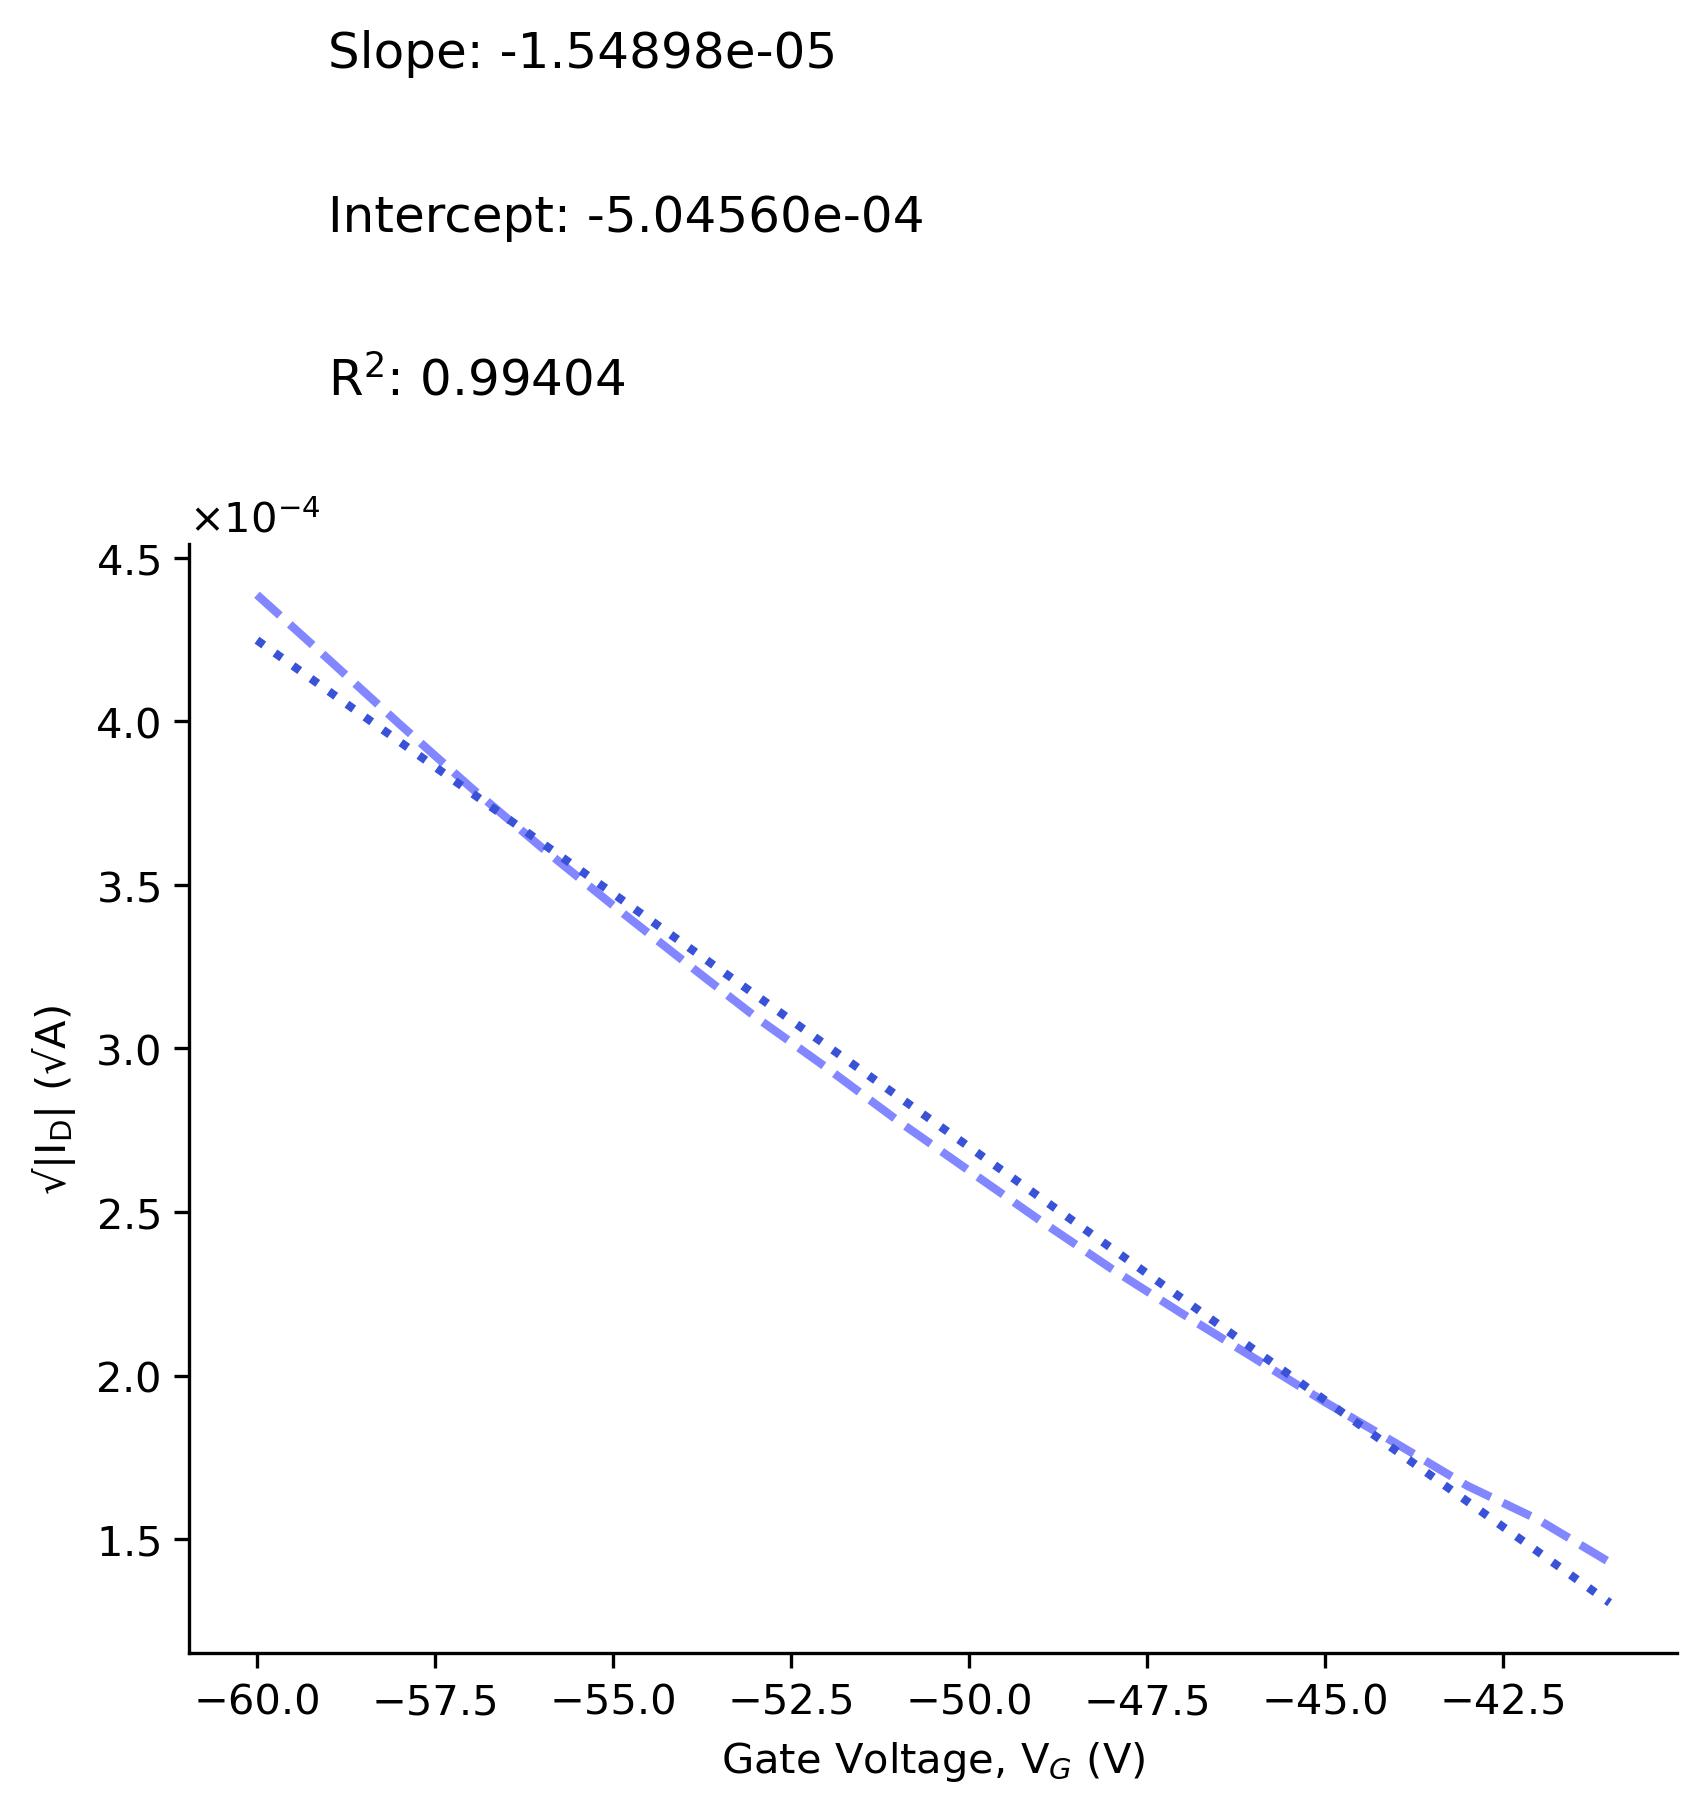 Slope: -1.54898e-05
Intercept: -5.04560e-04
R²: 0.99404
×10⁻⁴
4.5
4.0
3.5
3.0
2.5
2.0
1.5
√|I_D| (√A)
−60.0 −57.5 −55.0 −52.5 −50.0 −47.5 −45.0 −42.5
Gate Voltage, V_G (V)